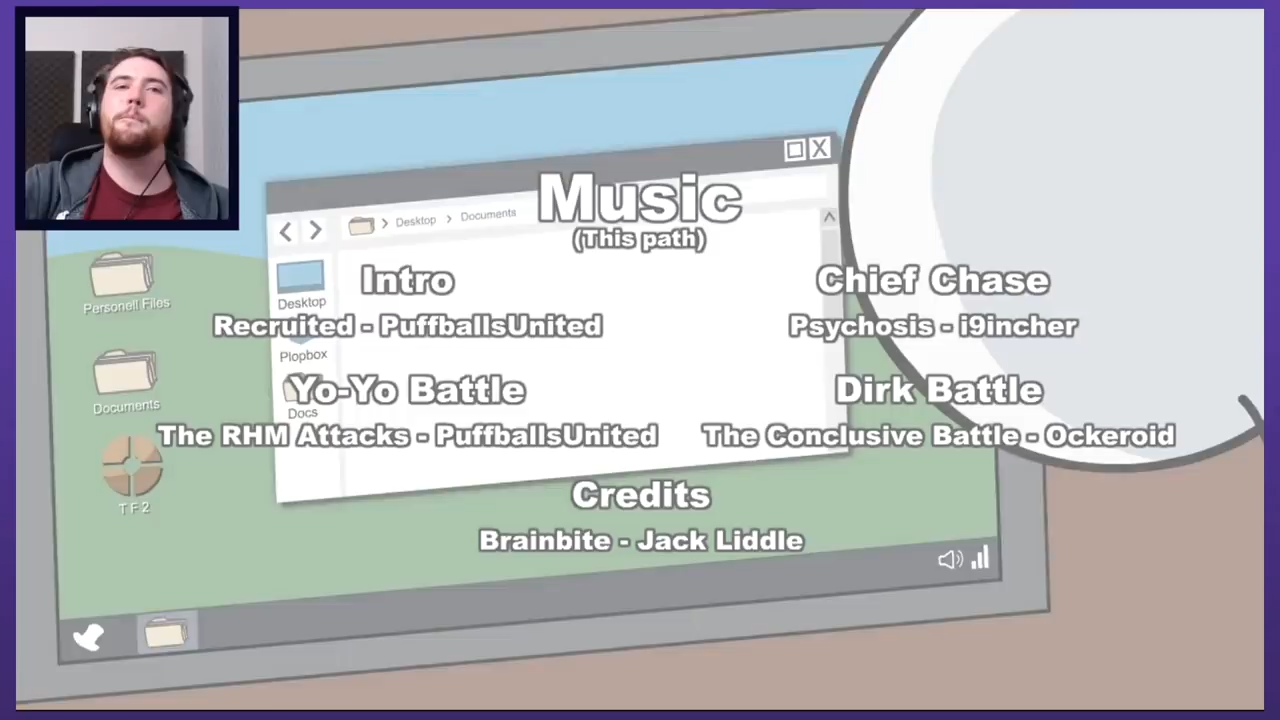 Music
(This path)
Intro
Recruited - PuffballsUnited
Chief Chase
Psychosis - i9incher
Yo-Yo Battle
The RHM Attacks - PuffballsUnited
Dirk Battle
The Conclusive Battle - Ockeroid
Credits
Brainbite - Jack Liddle
X
Desktop > Documents
Desktop
Plopbox
Docs
Personell Files
Documents
TF2